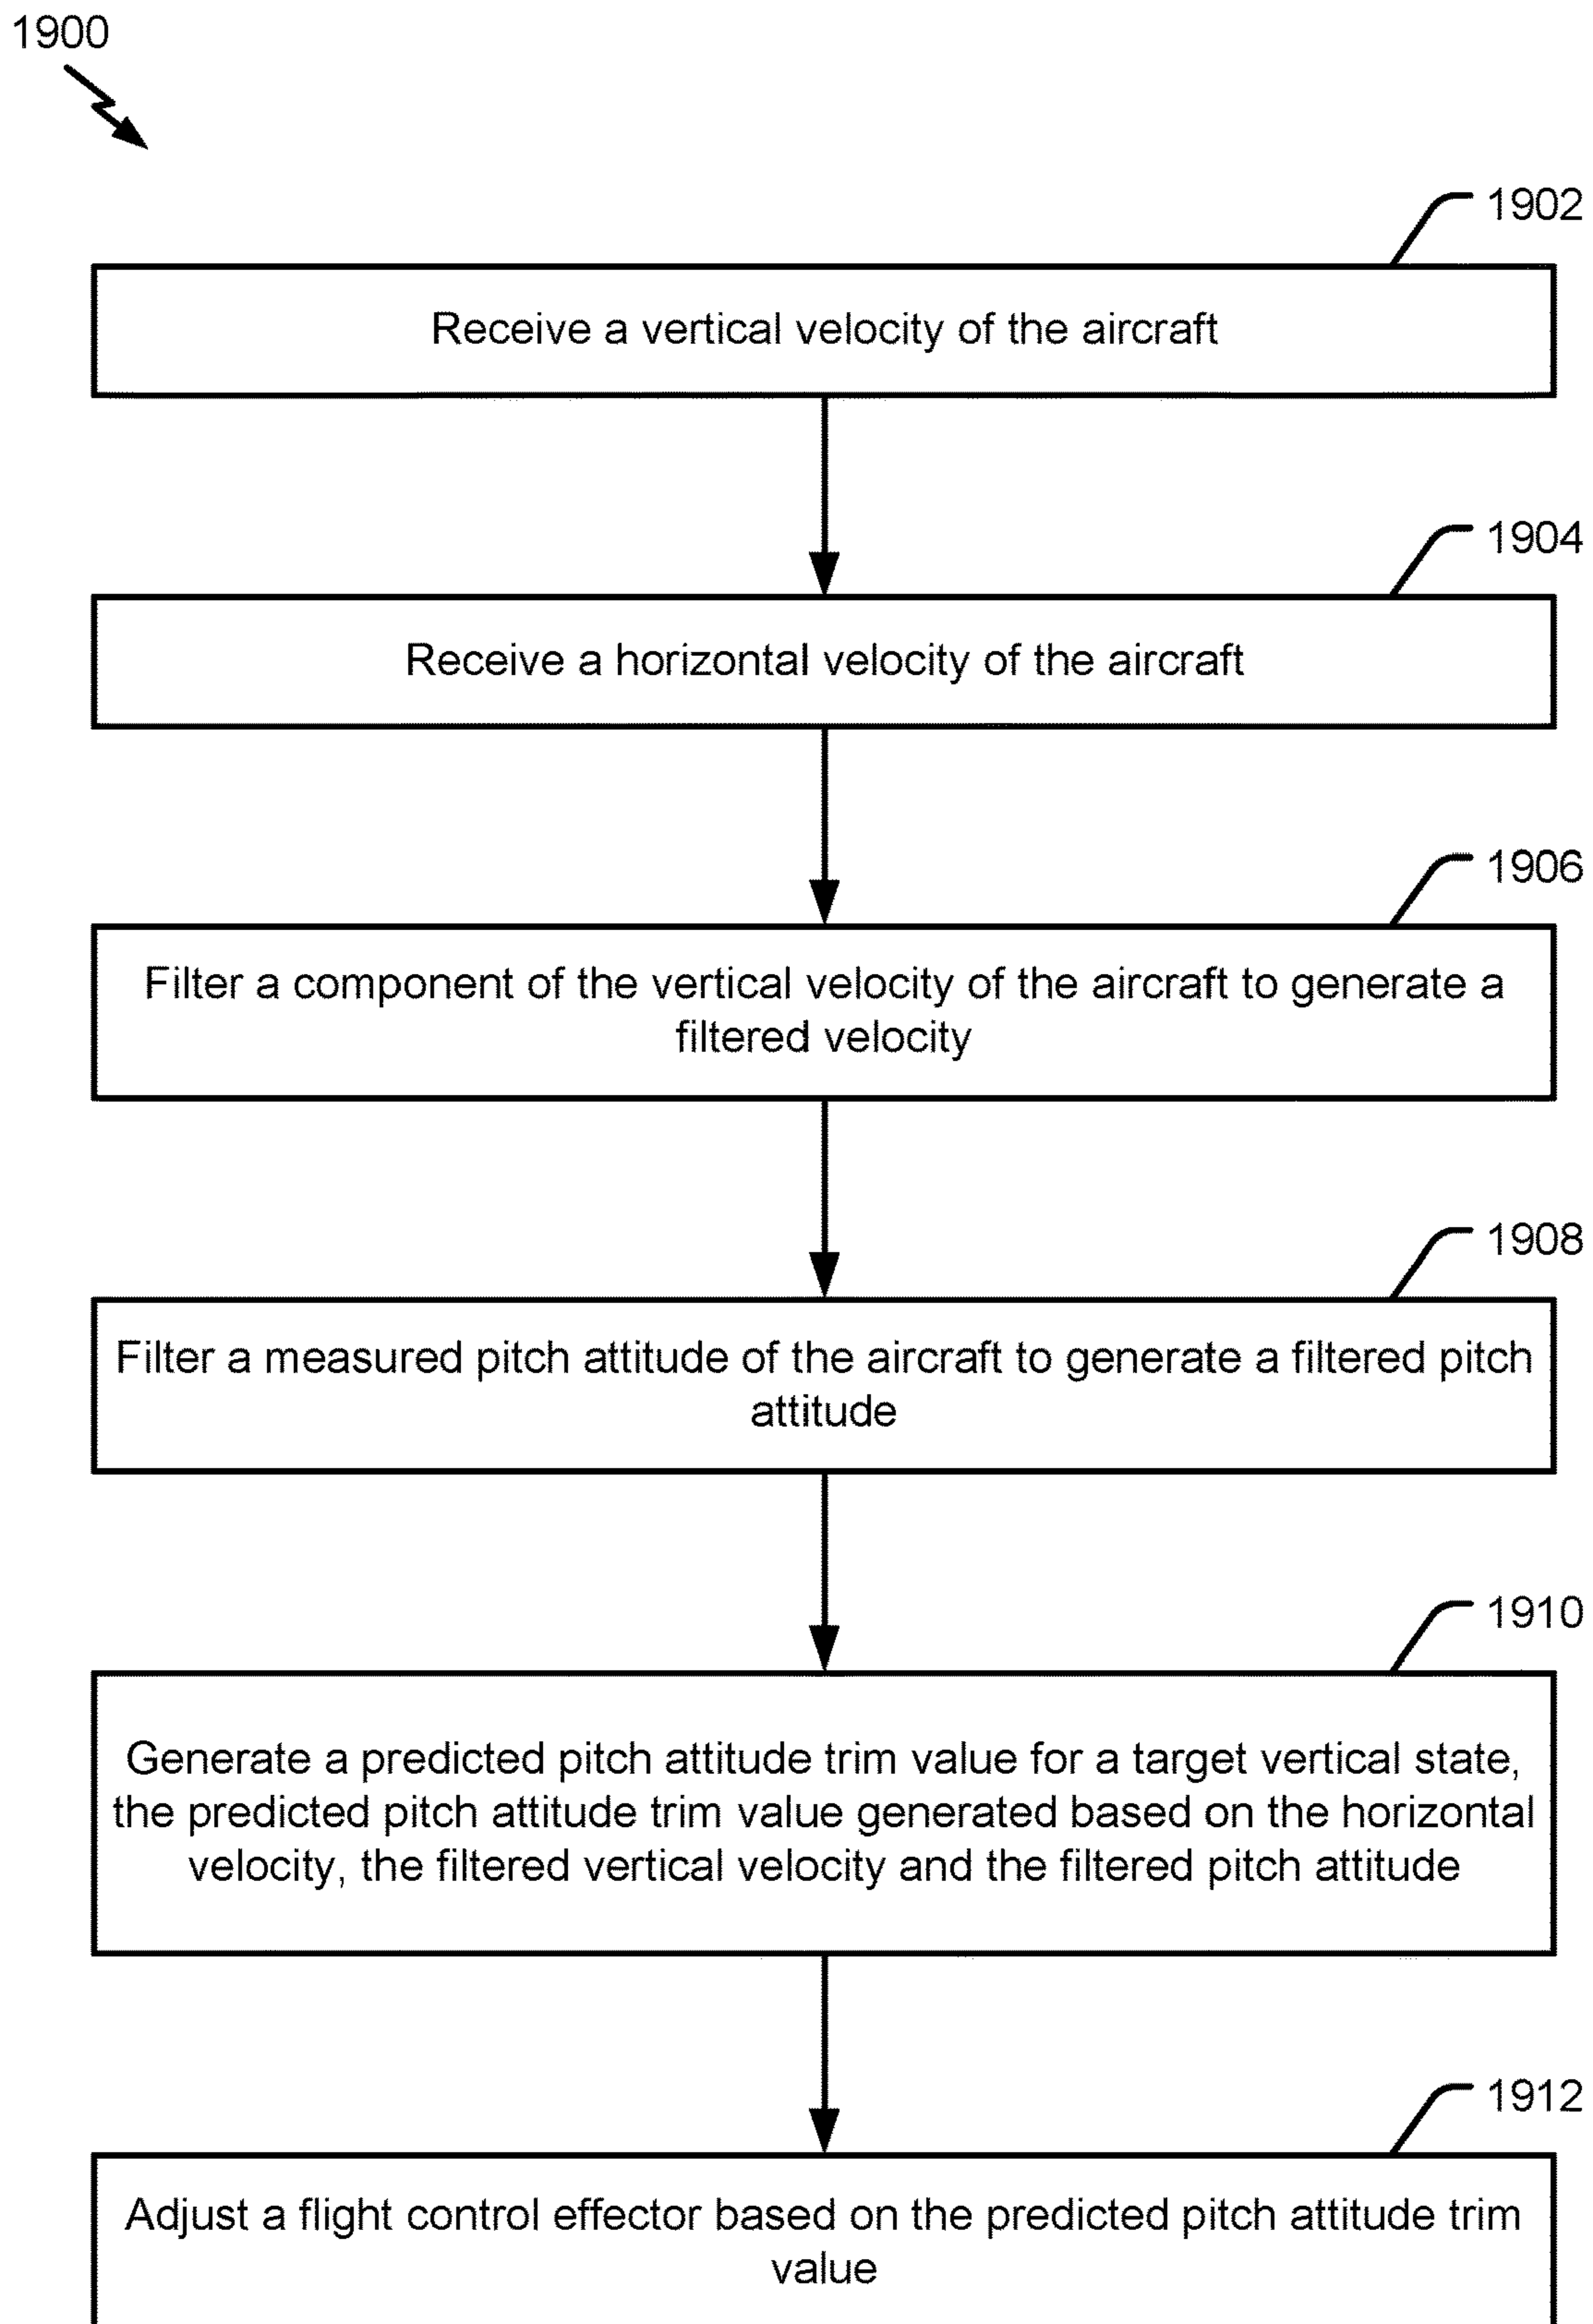 1900
1902
Receive a vertical velocity of the aircraft
1904
Receive a horizontal velocity of the aircraft
1906
Filter a component of the vertical velocity of the aircraft to generate a
filtered velocity
1908
Filter a measured pitch attitude of the aircraft to generate a filtered pitch
attitude
1910
Generate a predicted pitch attitude trim value for a target vertical state,
the predicted pitch attitude trim value generated based on the horizontal
velocity, the filtered vertical velocity and the filtered pitch attitude
1912
Adjust a flight control effector based on the predicted pitch attitude trim
value